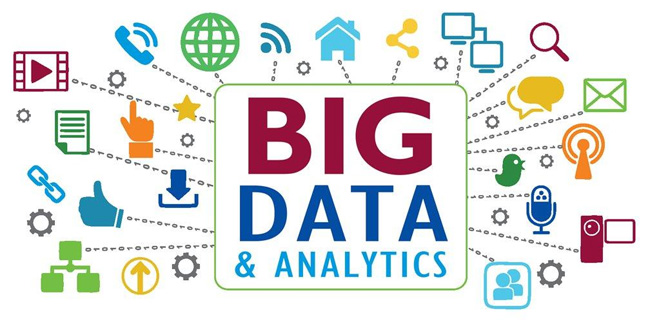 BIG
DATA
& ANALYTICS